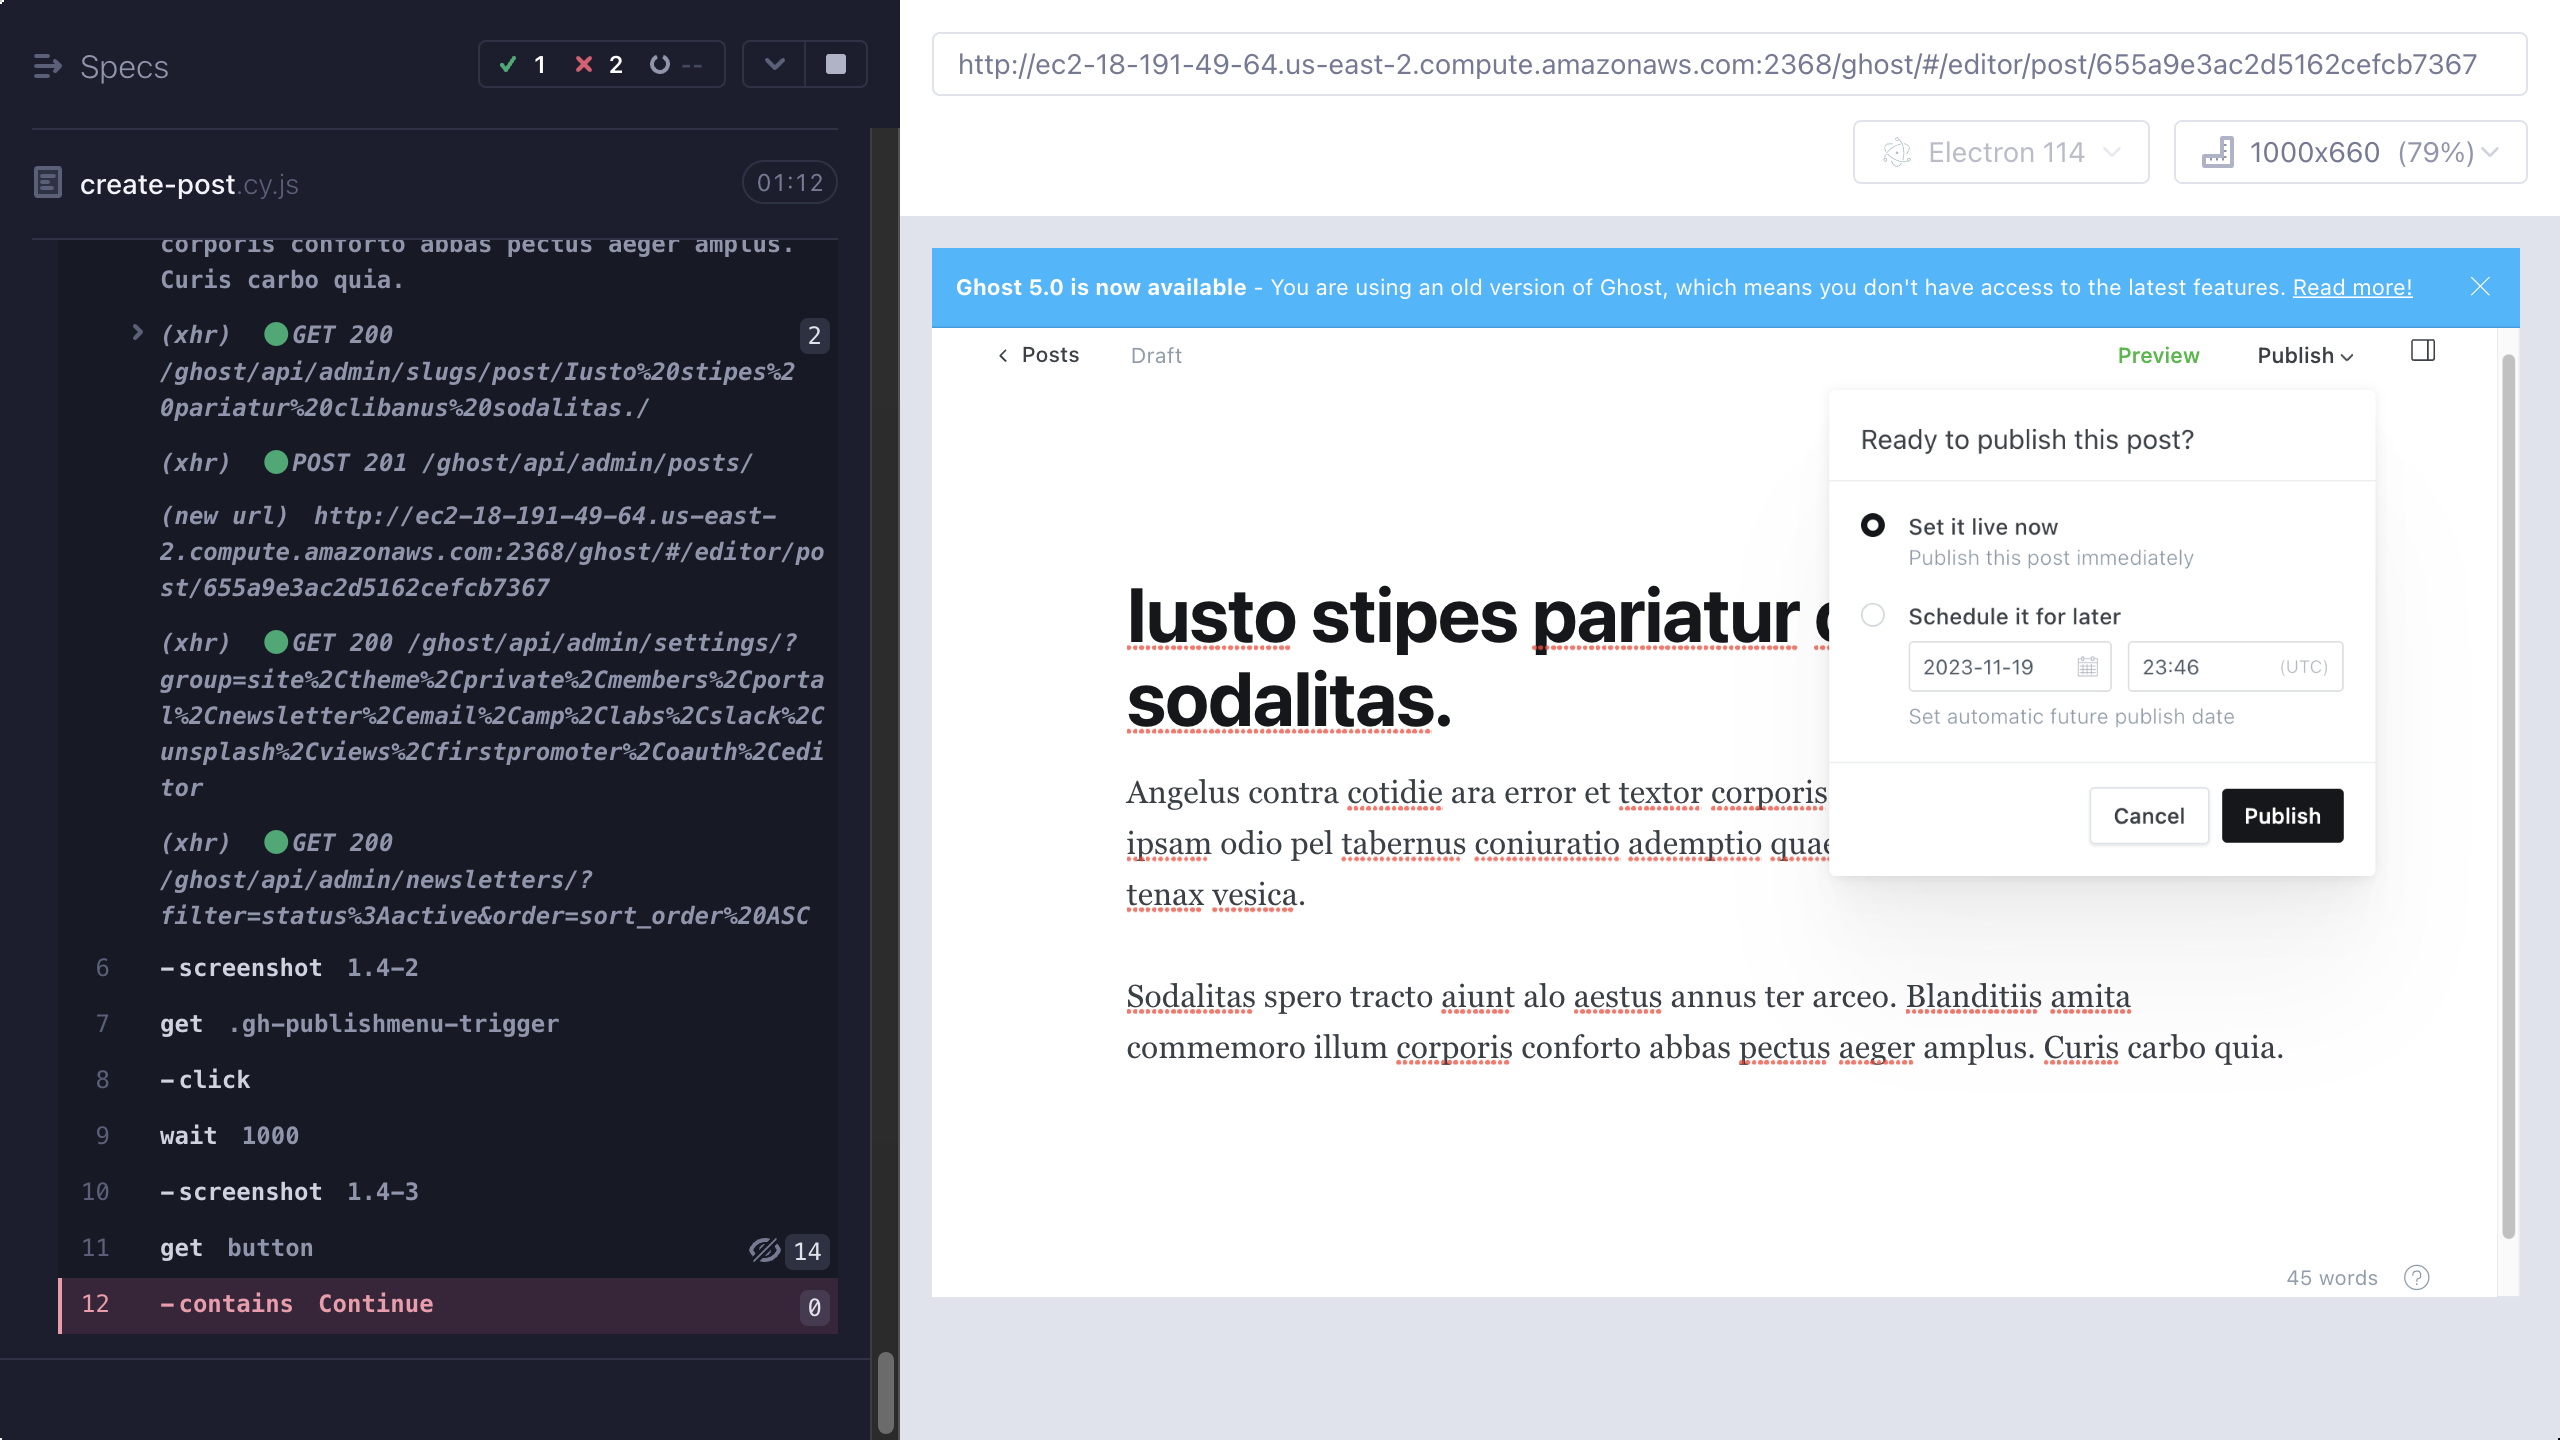 Specs
1
2
--
create-post.cy.js
01:12
corporis conforto abbas pectus aeger amplus.
Curis carbo quia.
(xhr) GET 200
2
/ghost/api/admin/slugs/post/Iusto%20stipes%2
0pariatur%20clibanus%20sodalitas./
(xhr) POST 201 /ghost/api/admin/posts/
(new url) http://ec2-18-191-49-64.us-east-
2.compute.amazonaws.com:2368/ghost/#/editor/po
st/655a9e3ac2d5162cefcb7367
(xhr) GET 200 /ghost/api/admin/settings/?
group=site%2Ctheme%2Cprivate%2Cmembers%2Cporta
l%2Cnewsletter%2Cemail%2Camp%2Clabs%2Cslack%2C
unsplash%2Cviews%2Cfirstpromoter%2Coauth%2Cedi
tor
(xhr) GET 200
/ghost/api/admin/newsletters/?
filter=status%3Aactive&order=sort_order%20ASC
6 -screenshot 1.4-2
7 get .gh-publishmenu-trigger
8 -click
9 wait 1000
10 -screenshot 1.4-3
11 get button 14
12 -contains Continue 0
http://ec2-18-191-49-64.us-east-2.compute.amazonaws.com:2368/ghost/#/editor/post/655a9e3ac2d5162cefcb7367
Electron 114
1000x660 (79%)
Ghost 5.0 is now available - You are using an old version of Ghost, which means you don't have access to the latest features. Read more!
Posts
Draft
Preview
Publish
Ready to publish this post?
Set it live now
Publish this post immediately
Schedule it for later
2023-11-19
23:46 (UTC)
Set automatic future publish date
Cancel
Publish
Iusto stipes pariatur
sodalitas.
Angelus contra cotidie ara error et textor corporis
ipsam odio pel tabernus coniuratio ademptio quae
tenax vesica.
Sodalitas spero tracto aiunt alo aestus annus ter arceo. Blanditiis amita
commemoro illum corporis conforto abbas pectus aeger amplus. Curis carbo quia.
45 words
?